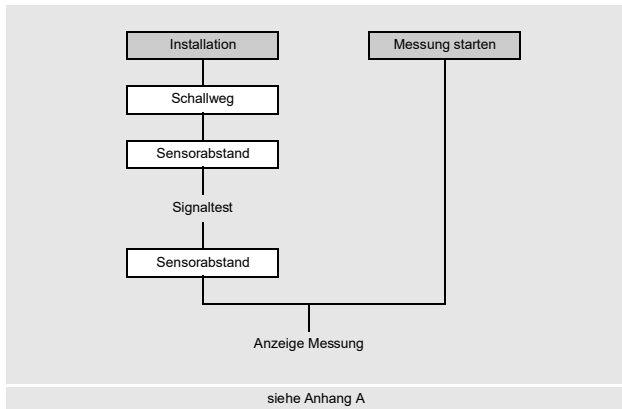 Installation
Messung starten
Schallweg
Sensorabstand
Signaltest
Sensorabstand
Anzeige Messung
siehe Anhang A